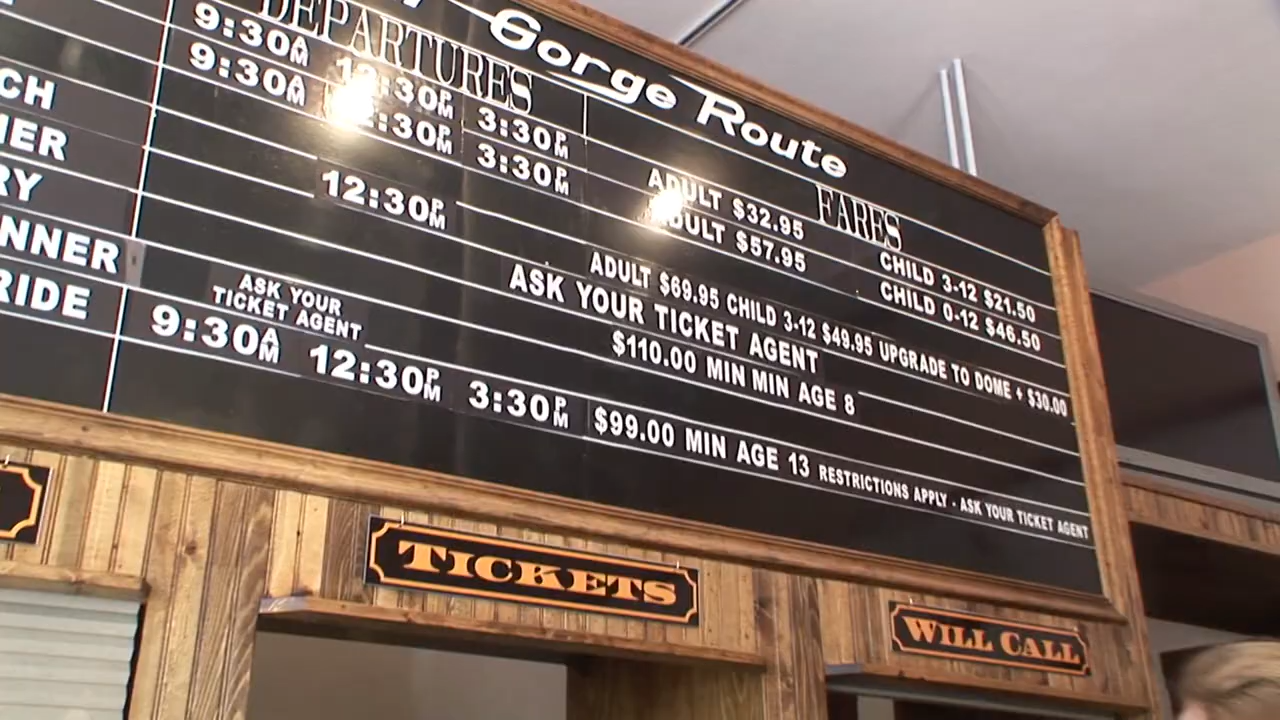 Gorge Route
DEPARTURES FARES
9:30AM 12:30PM 3:30PM ADULT $32.95 CHILD 3-12 $21.50
CH 9:30AM 12:30PM 3:30PM ADULT $57.95 CHILD 0-12 $46.50
12:30PM ADULT $69.95 CHILD 3-12 $49.95 UPGRADE TO DOME + $30.00
RY ASK YOUR TICKET AGENT
NNER ASK YOUR TICKET AGENT $110.00 MIN MIN AGE 8
RIDE 9:30AM 12:30PM 3:30PM $99.00 MIN AGE 13 RESTRICTIONS APPLY - ASK YOUR TICKET AGENT
TICKETS
WILL CALL